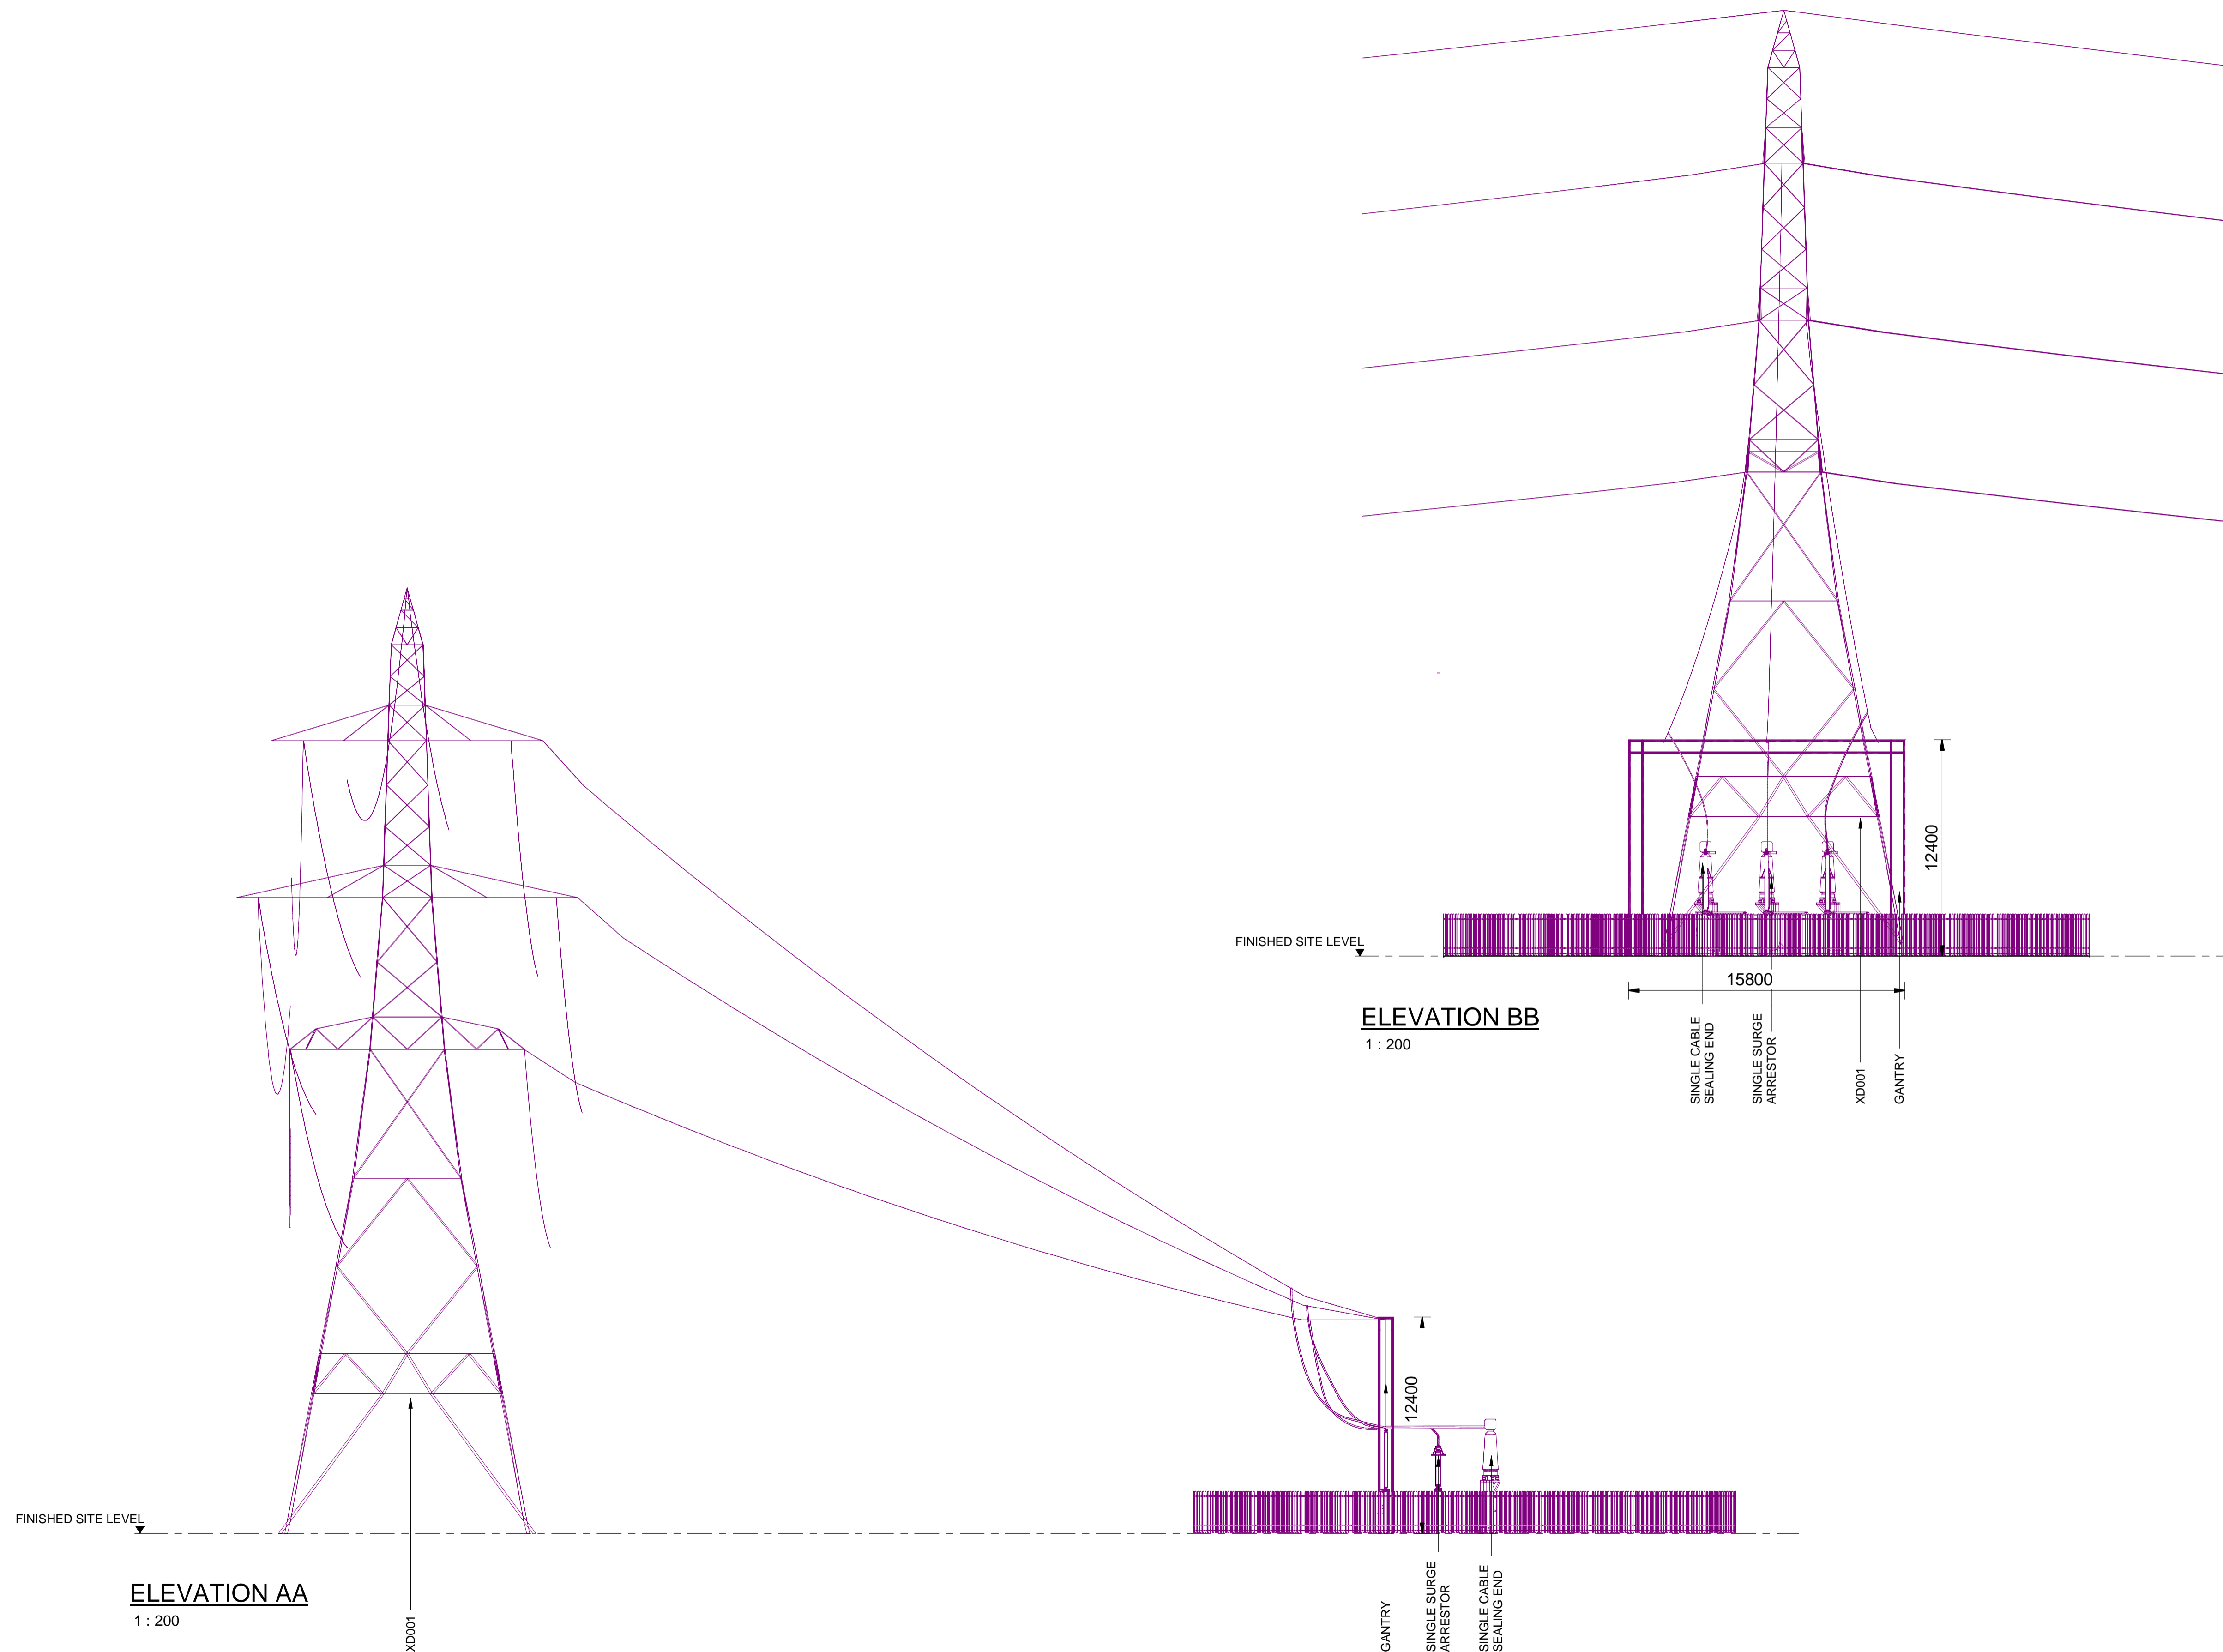 12400
FINISHED SITE LEVEL
15800
ELEVATION BB
1 : 200
SINGLE CABLE
SEALING END
SINGLE SURGE
ARRESTOR
XD001
GANTRY
12400
FINISHED SITE LEVEL
ELEVATION AA
1 : 200
XD001
GANTRY
SINGLE SURGE
ARRESTOR
SINGLE CABLE
SEALING END